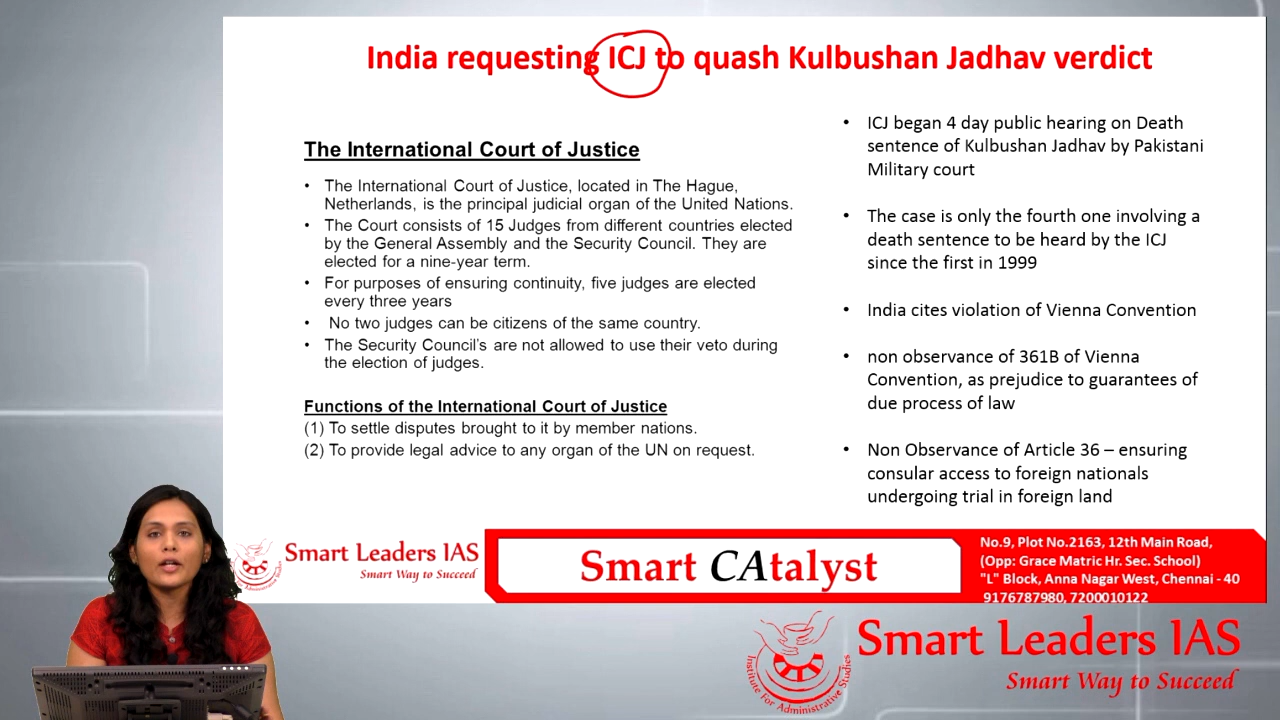 India requesting ICJ to quash Kulbushan Jadhav verdict
The International Court of Justice
• The International Court of Justice, located in The Hague,
Netherlands, is the principal judicial organ of the United Nations.
• The Court consists of 15 Judges from different countries elected
by the General Assembly and the Security Council. They are
elected for a nine-year term.
• For purposes of ensuring continuity, five judges are elected
every three years
• No two judges can be citizens of the same country.
• The Security Council's are not allowed to use their veto during
the election of judges.
Functions of the International Court of Justice
(1) To settle disputes brought to it by member nations.
(2) To provide legal advice to any organ of the UN on request.
• ICJ began 4 day public hearing on Death
sentence of Kulbushan Jadhav by Pakistani
Military court
• The case is only the fourth one involving a
death sentence to be heard by the ICJ
since the first in 1999
• India cites violation of Vienna Convention
• non observance of 361B of Vienna
Convention, as prejudice to guarantees of
due process of law
• Non Observance of Article 36 – ensuring
consular access to foreign nationals
undergoing trial in foreign land
Smart Leaders IAS
Smart Way to Succeed
Smart CAtalyst
No.9, Plot No.2163, 12th Main Road,
(Opp: Grace Matric Hr. Sec. School)
"L" Block, Anna Nagar West, Chennai - 40
9176787980, 7200010122
Institute For Administrative Studies
Smart Leaders IAS
Smart Way to Succeed